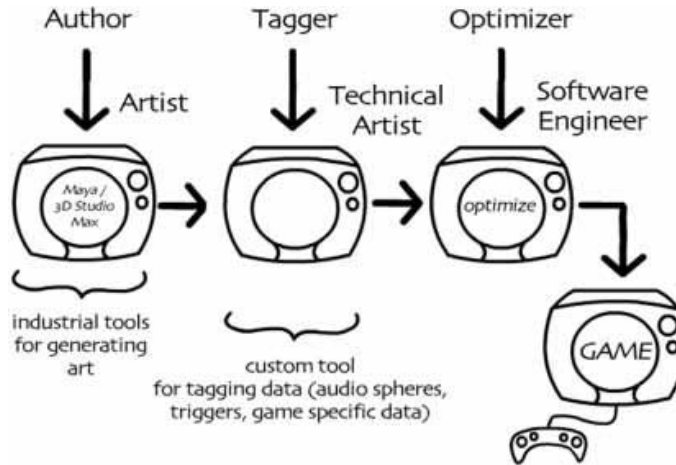 Author
Tagger
Optimizer
Artist
Technical
Artist
Software
Engineer
Maya /
3D Studio
Max
optimize
industrial tools
for generating
art
custom tool
for tagging data (audio spheres,
triggers, game specific data)
GAME